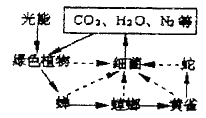 光能
CO₂、H₂O、N₂等
绿色植物
细菌
蛇
蝉
螳螂
黄雀